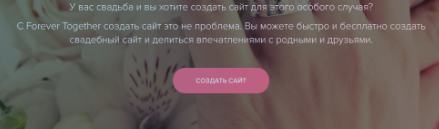 У вас свадьба и вы хотите создать сайт для этого особого случая?
С Forever Together создать сайт это не проблема. Вы можете быстро и бесплатно создать
свадебный сайт и делиться впечатлениями с родными и друзьями.
СОЗДАТЬ САЙТ